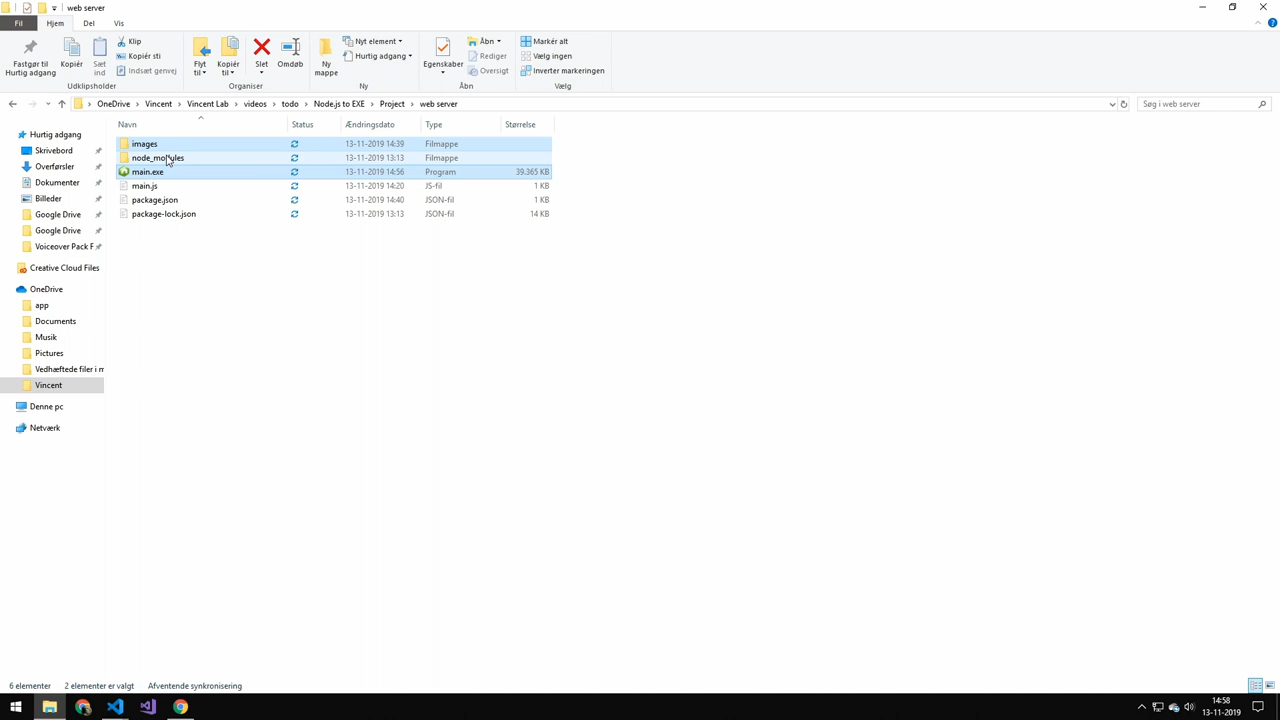 web server
Fil Hjem Del Vis
Fastgør til Hurtig adgang
Kopiér
Sæt ind
Klip
Kopiér sti
Indsæt genvej
Udklipsholder
Flyt til
Kopiér til
Slet
Omdøb
Organiser
Ny mappe
Nyt element
Hurtig adgang
Ny
Egenskaber
Åbn
Rediger
Oversigt
Åbn
Markér alt
Vælg ingen
Inverter markeringen
Vælg
OneDrive Vincent Vincent Lab videos todo Node.js to EXE Project web server
Søg i web server
Navn Status Ændringsdato Type Størrelse
images 13-11-2019 14:39 Filmappe
node_modules 13-11-2019 13:13 Filmappe
main.exe 13-11-2019 14:56 Program 39.365 KB
main.js 13-11-2019 14:20 JS-fil 1 KB
package.json 13-11-2019 14:40 JSON-fil 1 KB
package-lock.json 13-11-2019 13:13 JSON-fil 14 KB
Hurtig adgang
Skrivebord
Overførsler
Dokumenter
Billeder
Google Drive
Google Drive
Voiceover Pack F
Creative Cloud Files
OneDrive
app
Documents
Musik
Pictures
Vedhæftede filer i m
Vincent
Denne pc
Netværk
6 elementer 2 elementer er valgt Afventende synkronisering
14:58
13-11-2019